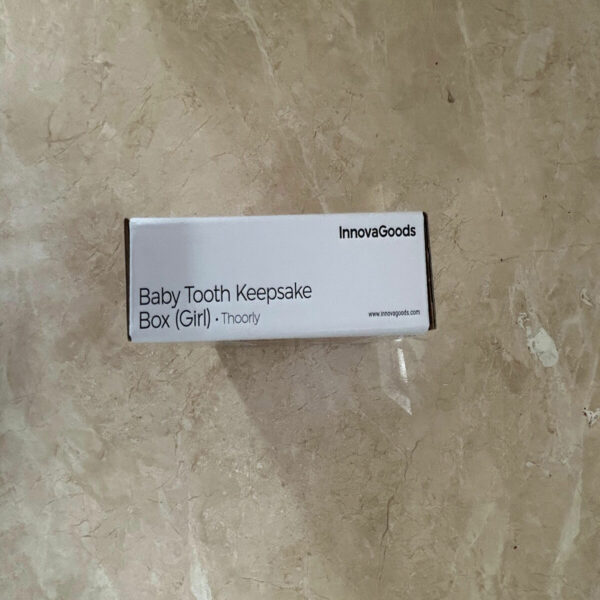 InnovaGoods
Baby Tooth Keepsake
Box (Girl) • Thoorly
www.innovagoods.com